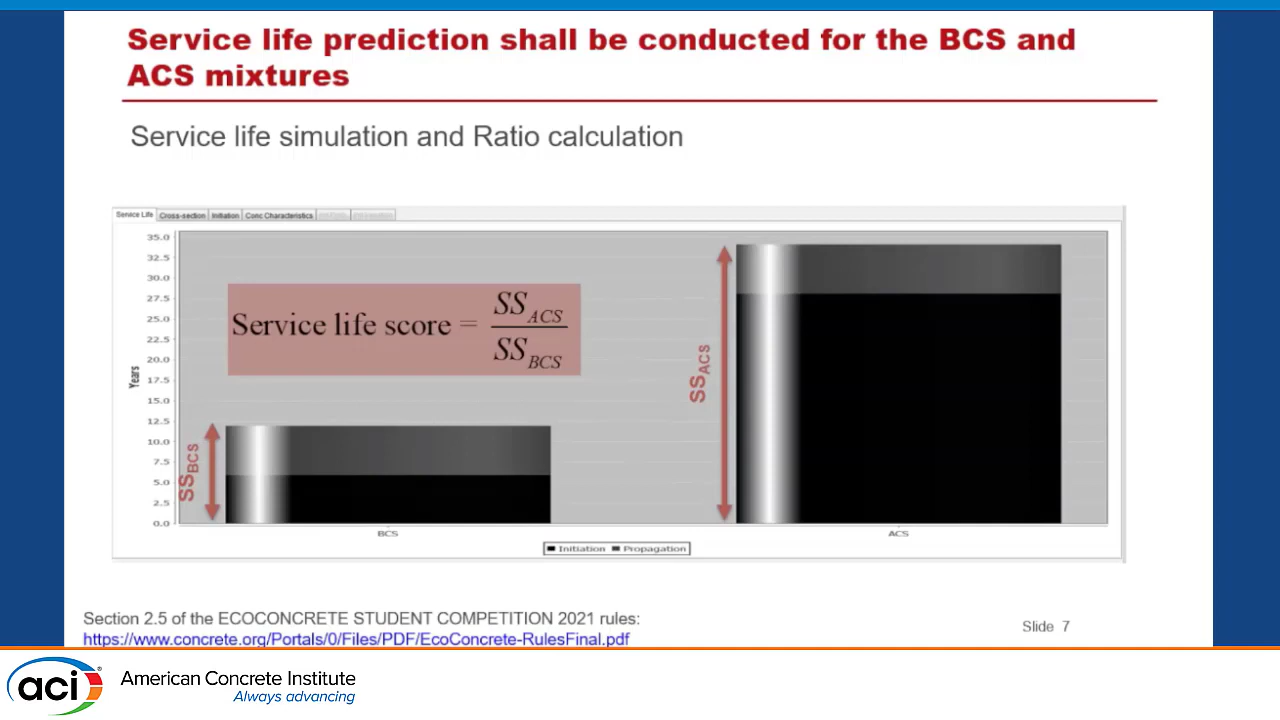 Service life prediction shall be conducted for the BCS and
ACS mixtures
Service life simulation and Ratio calculation
Service Life Cross-section Initiation Conc Characteristics
35.0
32.5
30.0
27.5
25.0
22.5
20.0
17.5
15.0
12.5
10.0
7.5
5.0
2.5
0.0
Years
Service life score = SS_ACS / SS_BCS
SS_BCS
SS_ACS
BCS
ACS
Initiation Propagation
Section 2.5 of the ECOCONCRETE STUDENT COMPETITION 2021 rules:
https://www.concrete.org/Portals/0/Files/PDF/EcoConcrete-RulesFinal.pdf
Slide 7
aci
American Concrete Institute
Always advancing